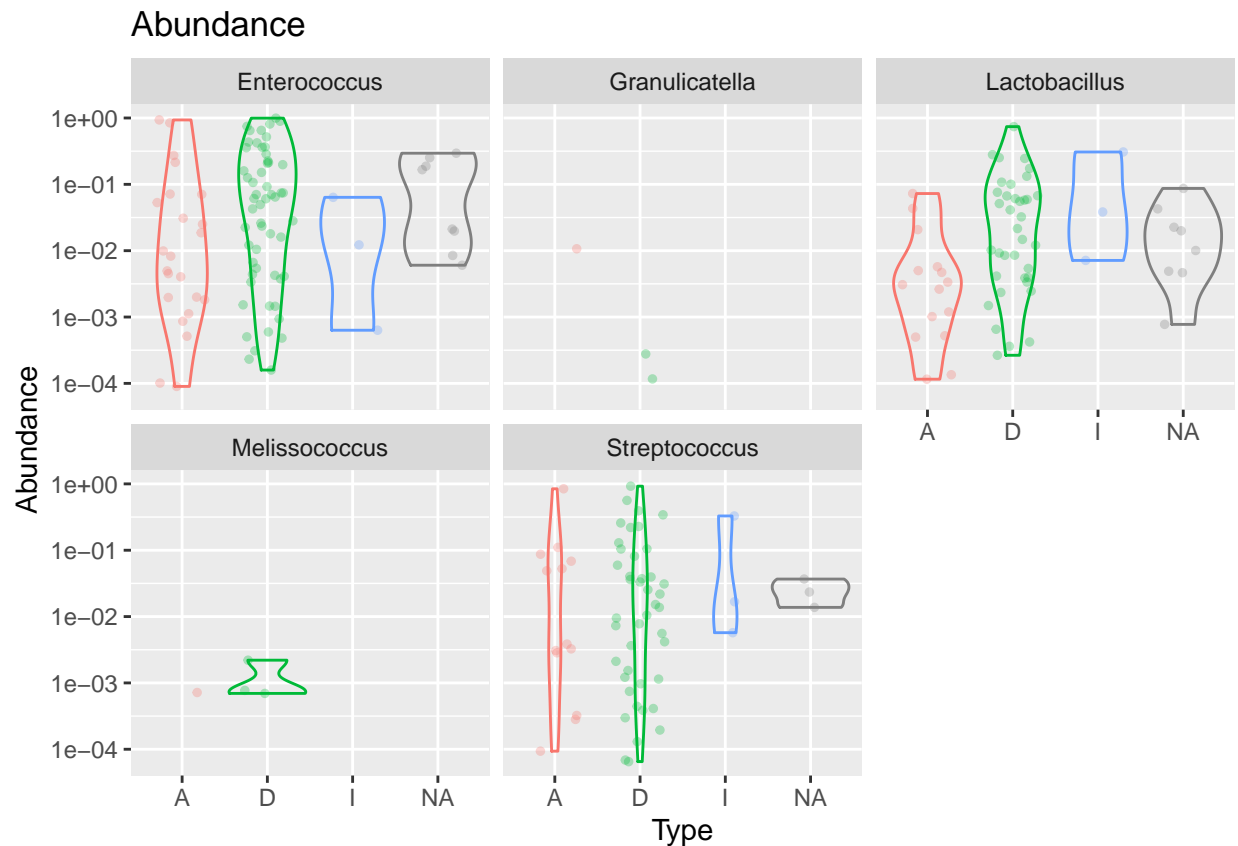 Abundance
Enterococcus
Granulicatella
Lactobacillus
1e+00
1e−01
1e−02
1e−03
1e−04
A D I NA
Melissococcus
Streptococcus
Abundance
1e+00
1e−01
1e−02
1e−03
1e−04
A D I NA
A D I NA
Type